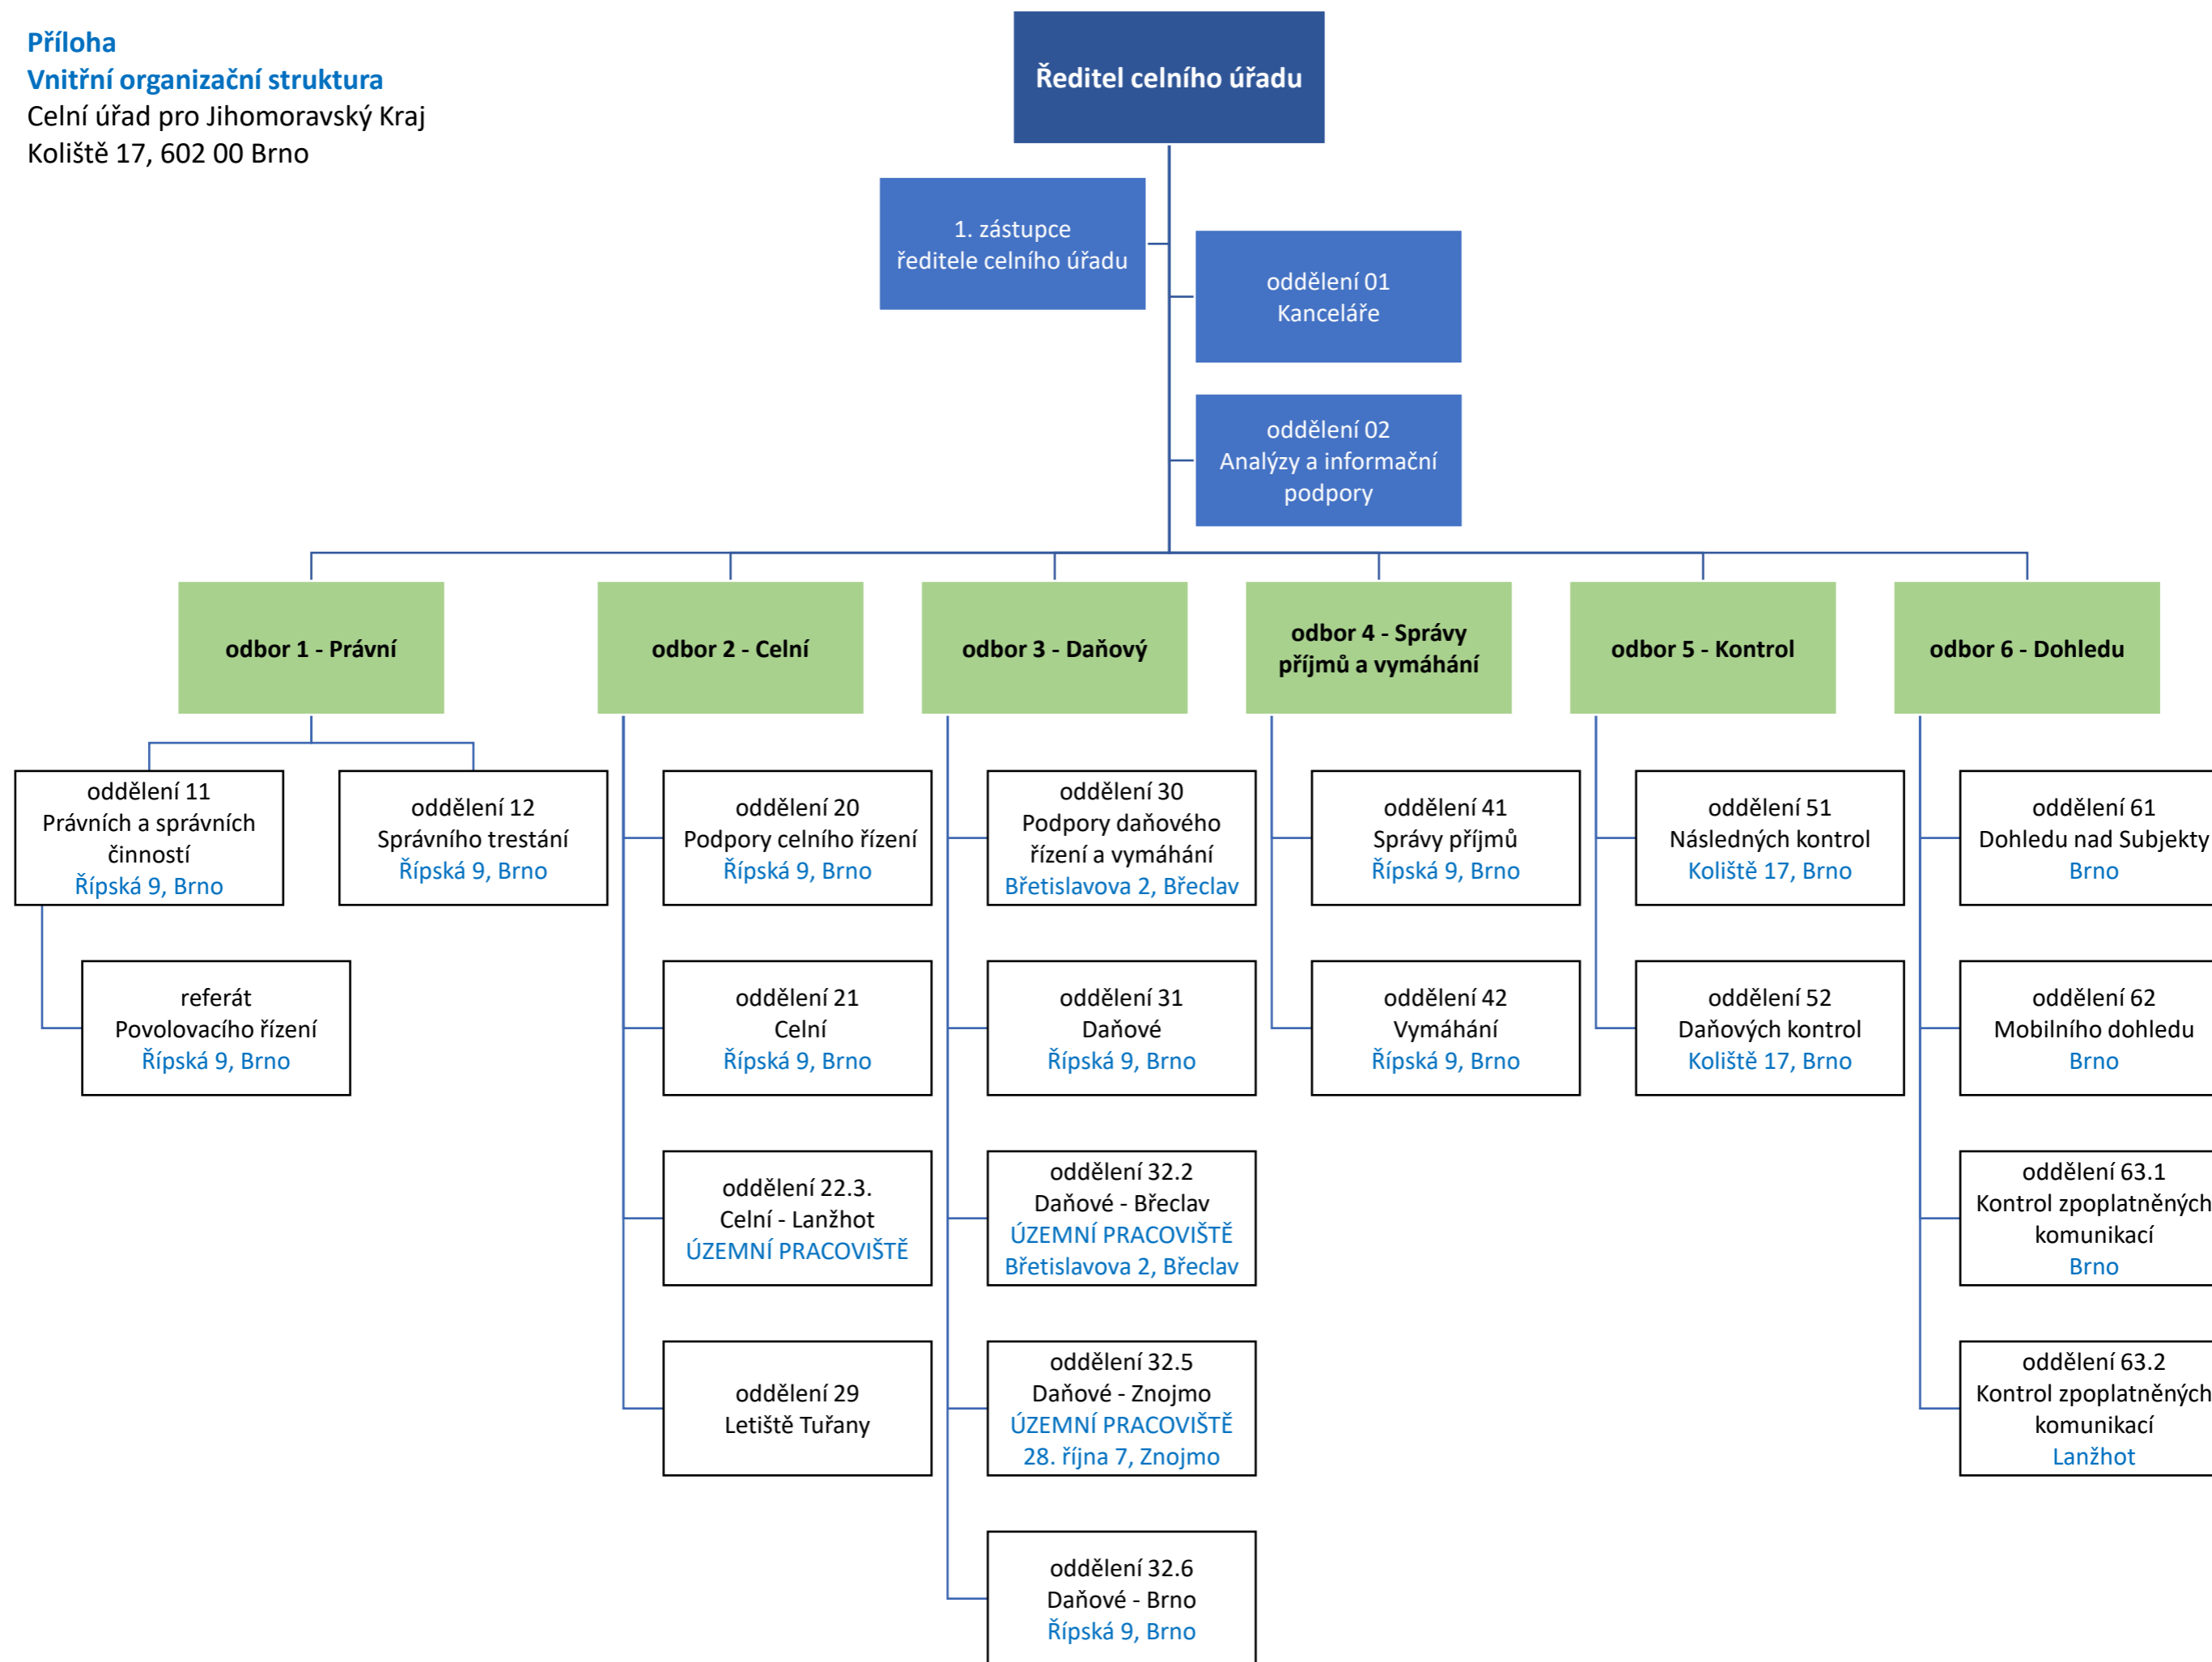 Příloha
Vnitřní organizační struktura
Celní úřad pro Jihomoravský Kraj
Koliště 17, 602 00 Brno
Ředitel celního úřadu
1. zástupce
ředitele celního úřadu
oddělení 01
Kanceláře
oddělení 02
Analýzy a informační
podpory
odbor 1 - Právní
odbor 2 - Celní
odbor 3 - Daňový
odbor 4 - Správy
příjmů a vymáhání
odbor 5 - Kontrol
odbor 6 - Dohledu
oddělení 11
Právních a správních
činností
Řípská 9, Brno
referát
Povolovacího řízení
Řípská 9, Brno
oddělení 12
Správního trestání
Řípská 9, Brno
oddělení 20
Podpory celního řízení
Řípská 9, Brno
oddělení 21
Celní
Řípská 9, Brno
oddělení 22.3.
Celní - Lanžhot
ÚZEMNÍ PRACOVIŠTĚ
oddělení 29
Letiště Tuřany
oddělení 30
Podpory daňového
řízení a vymáhání
Břetislavova 2, Břeclav
oddělení 31
Daňové
Řípská 9, Brno
oddělení 32.2
Daňové - Břeclav
ÚZEMNÍ PRACOVIŠTĚ
Břetislavova 2, Břeclav
oddělení 32.5
Daňové - Znojmo
ÚZEMNÍ PRACOVIŠTĚ
28. října 7, Znojmo
oddělení 32.6
Daňové - Brno
Řípská 9, Brno
oddělení 41
Správy příjmů
Řípská 9, Brno
oddělení 42
Vymáhání
Řípská 9, Brno
oddělení 51
Následných kontrol
Koliště 17, Brno
oddělení 52
Daňových kontrol
Koliště 17, Brno
oddělení 61
Dohledu nad Subjekty
Brno
oddělení 62
Mobilního dohledu
Brno
oddělení 63.1
Kontrol zpoplatněných
komunikací
Brno
oddělení 63.2
Kontrol zpoplatněných
komunikací
Lanžhot